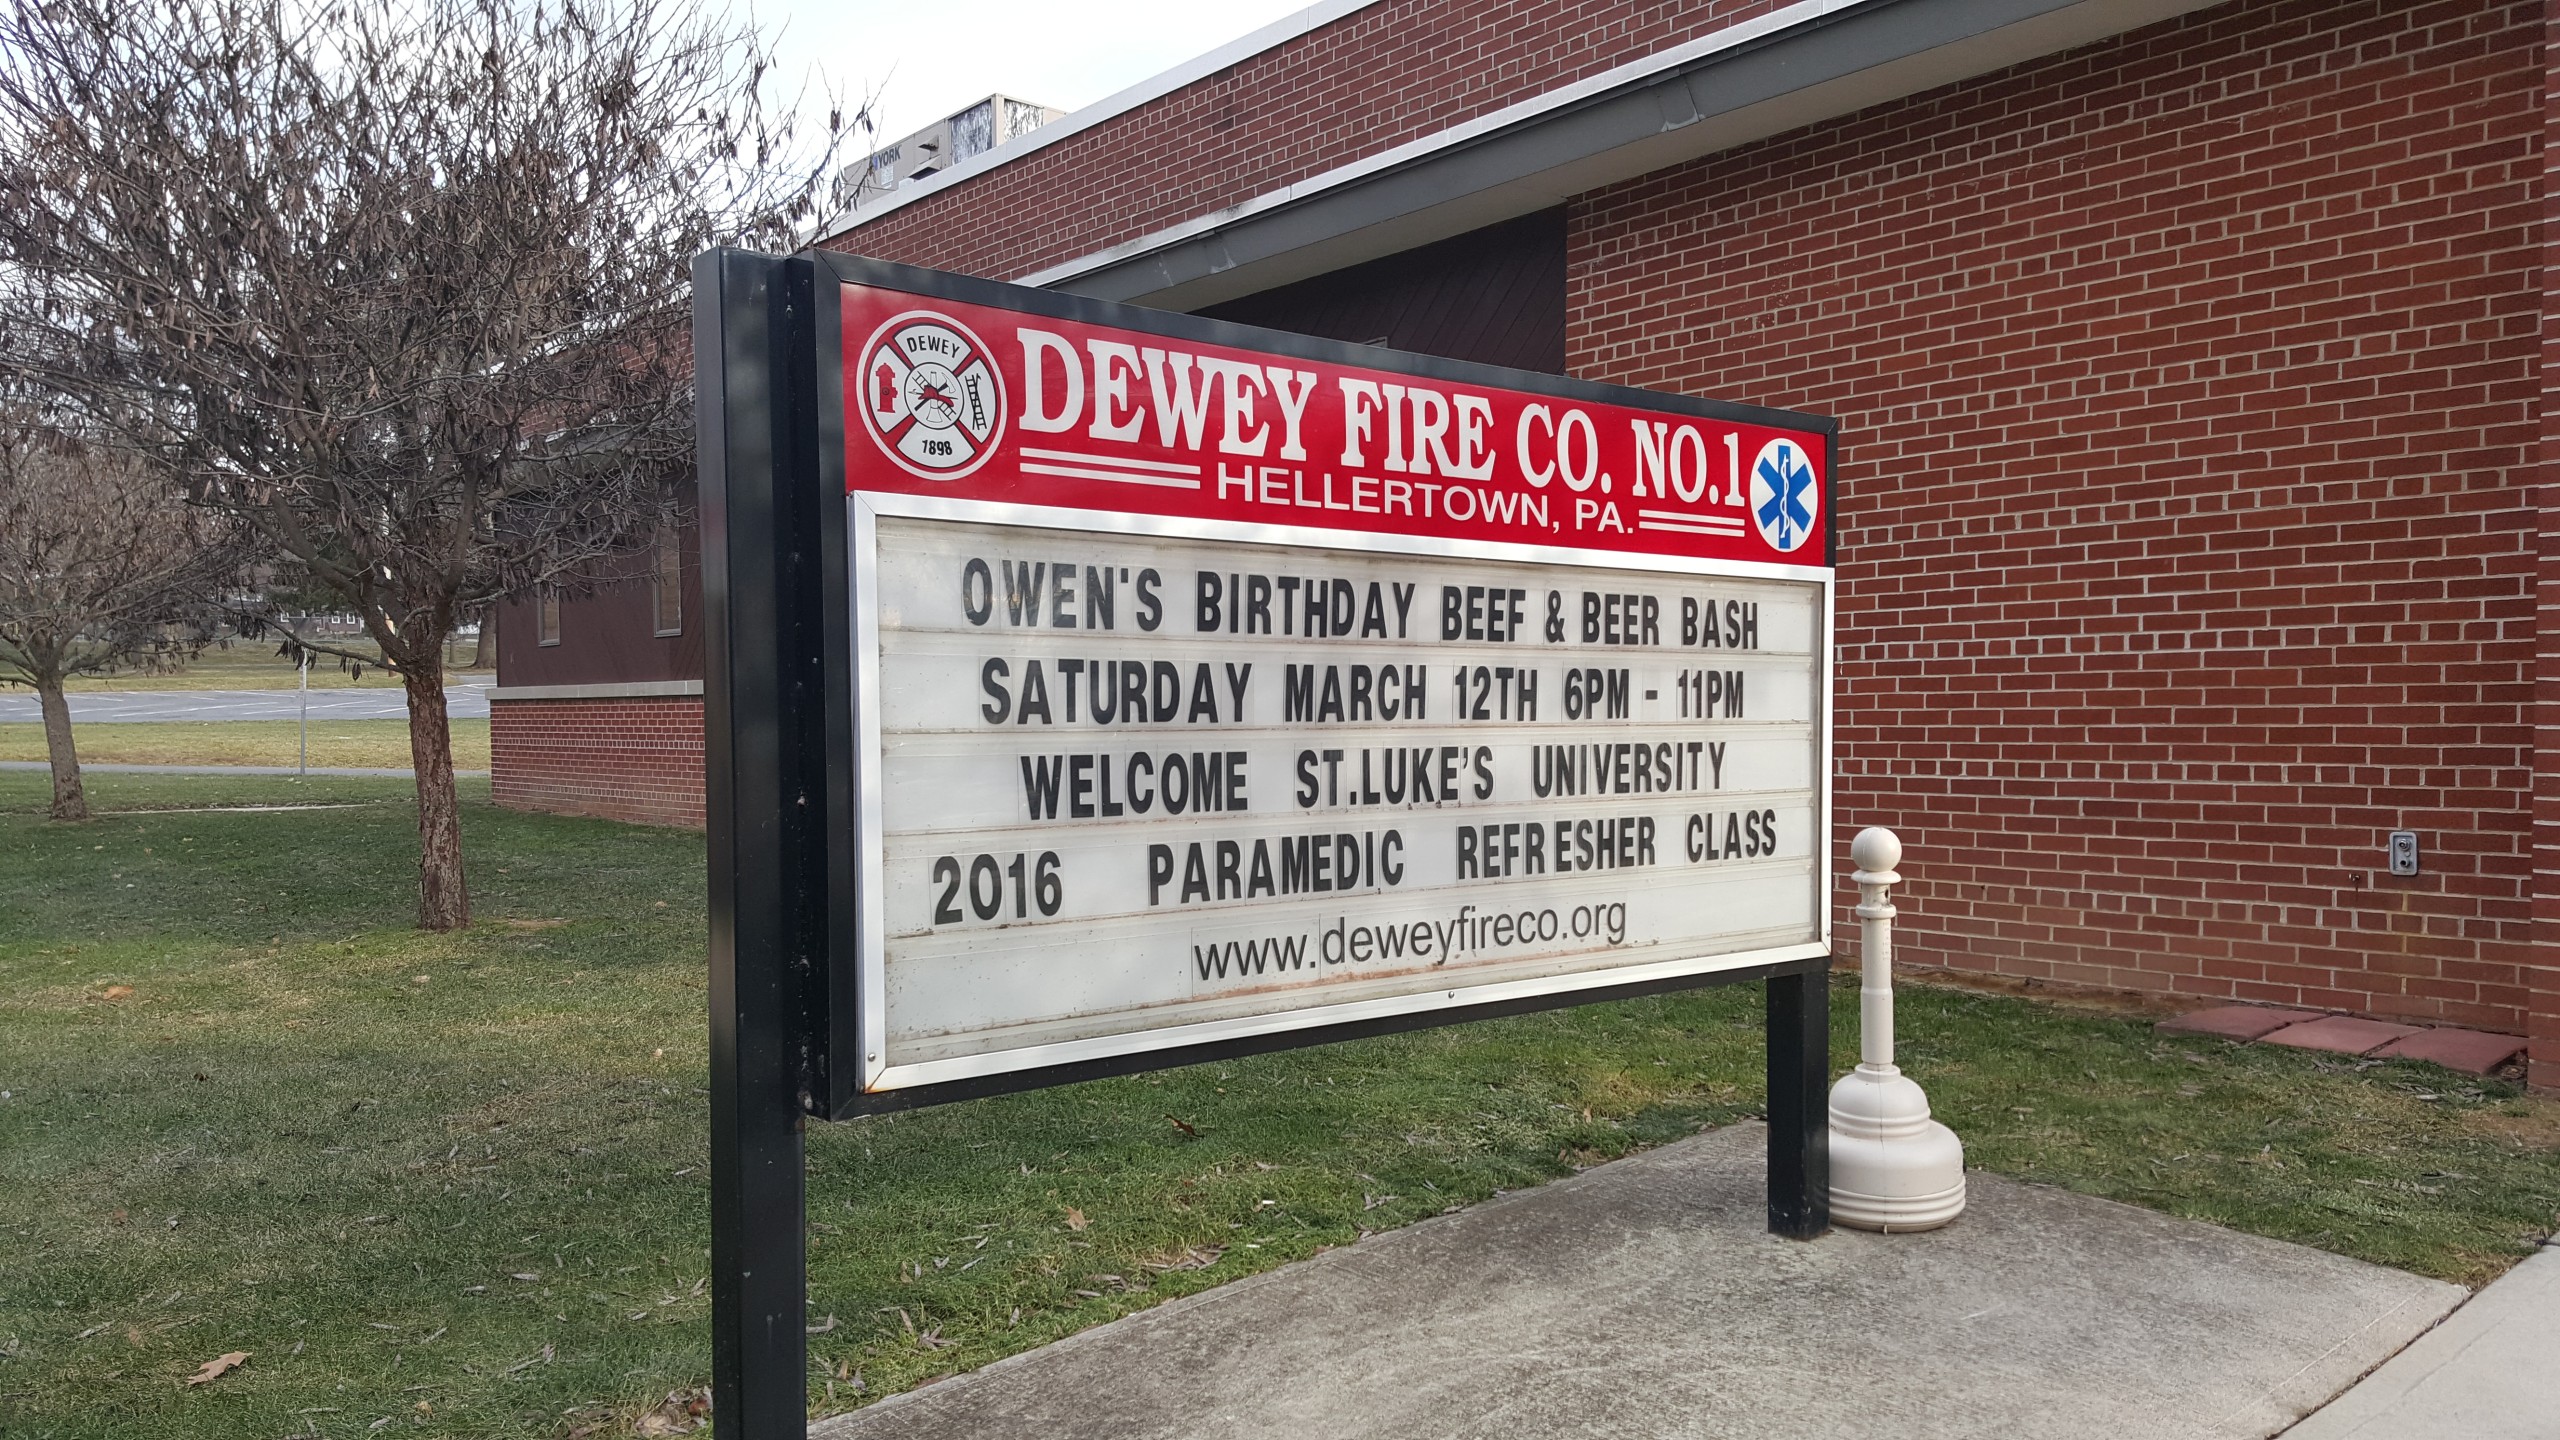 YORK
DEWEY
1898
DEWEY FIRE CO. NO.1
HELLERTOWN, PA.
OWEN'S BIRTHDAY BEEF & BEER BASH
SATURDAY MARCH 12TH 6PM - 11PM
WELCOME ST.LUKE'S UNIVERSITY
2016 PARAMEDIC REFRESHER CLASS
www.deweyfireco.org